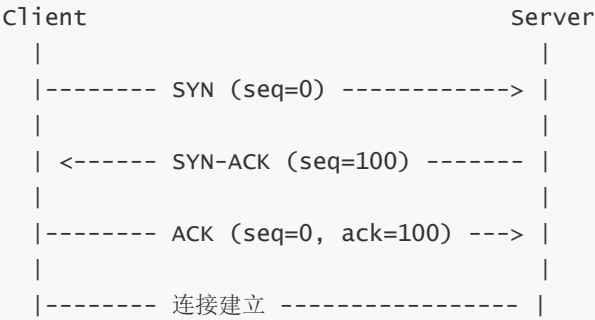 Client                                  Server
  |                                       |
  |-------- SYN (seq=0) ------------> |
  |                                       |
  | <------ SYN-ACK (seq=100) ------- |
  |                                       |
  |-------- ACK (seq=0, ack=100) ---> |
  |                                       |
  |-------- 连接建立 ----------------- |